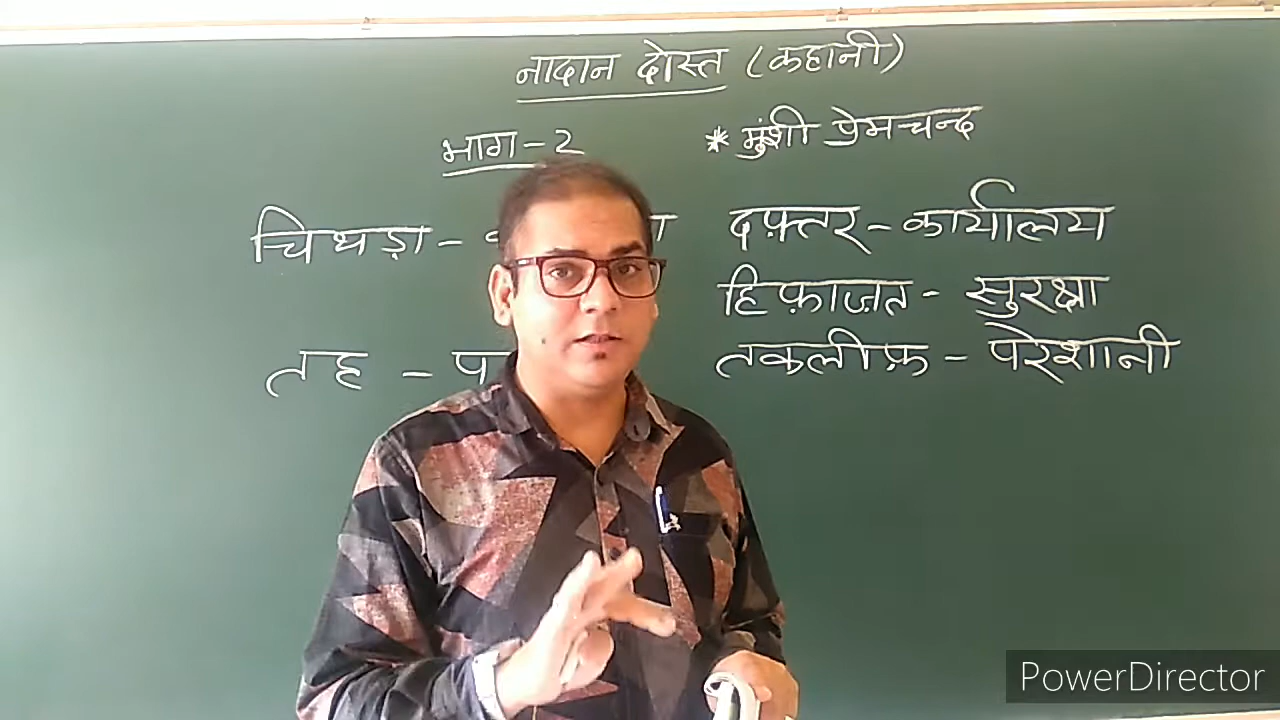 नादान दोस्त (कहानी)
भाग-2 * मुंशी प्रेमचन्द
चिथड़ा - दफ़्तर - कार्यालय
हिफ़ाज़त - सुरक्षा
तह - तकलीफ़ - परेशानी
PowerDirector